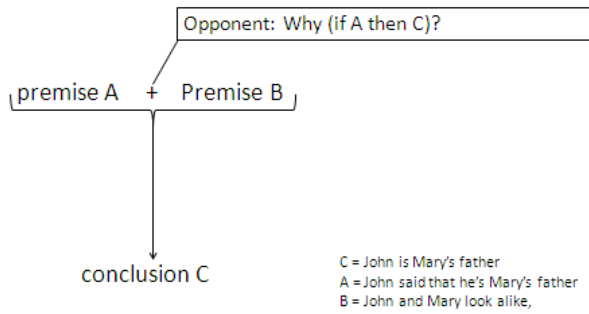 Opponent: Why (if A then C)?
premise A + Premise B
conclusion C
C = John is Mary's father
A = John said that he's Mary's father
B = John and Mary look alike,